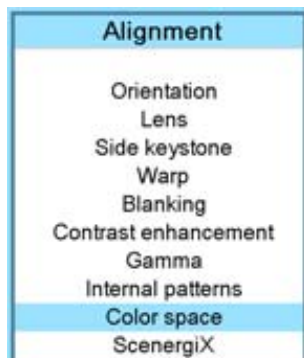 Alignment
Orientation
Lens
Side keystone
Warp
Blanking
Contrast enhancement
Gamma
Internal patterns
Color space
ScenergiX